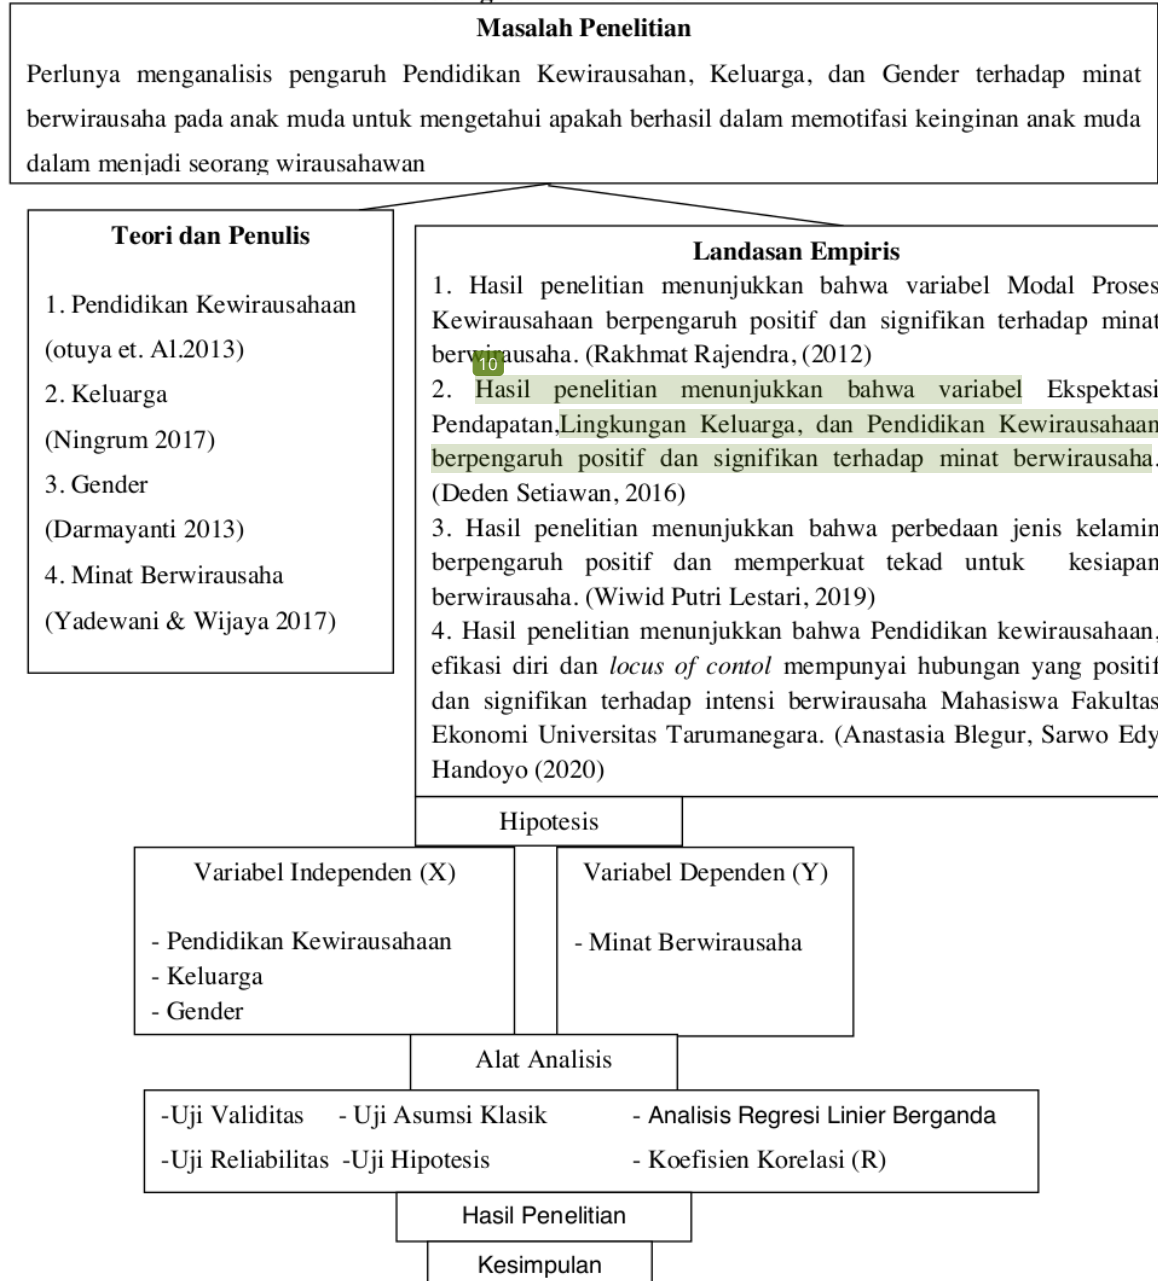 Masalah Penelitian
Perlunya menganalisis pengaruh Pendidikan Kewirausahan, Keluarga, dan Gender terhadap minat
berwirausaha pada anak muda untuk mengetahui apakah berhasil dalam memotifasi keinginan anak muda
dalam menjadi seorang wirausahawan
Teori dan Penulis
1. Pendidikan Kewirausahaan
(otuya et. Al.2013)
2. Keluarga
(Ningrum 2017)
3. Gender
(Darmayanti 2013)
4. Minat Berwirausaha
(Yadewani & Wijaya 2017)
Landasan Empiris
1. Hasil penelitian menunjukkan bahwa variabel Modal Proses
Kewirausahaan berpengaruh positif dan signifikan terhadap minat
berwirausaha. (Rakhmat Rajendra, (2012)
10
2. Hasil penelitian menunjukkan bahwa variabel Ekspektasi
Pendapatan,Lingkungan Keluarga, dan Pendidikan Kewirausahaan
berpengaruh positif dan signifikan terhadap minat berwirausaha.
(Deden Setiawan, 2016)
3. Hasil penelitian menunjukkan bahwa perbedaan jenis kelamin
berpengaruh positif dan memperkuat tekad untuk kesiapan
berwirausaha. (Wiwid Putri Lestari, 2019)
4. Hasil penelitian menunjukkan bahwa Pendidikan kewirausahaan,
efikasi diri dan locus of contol mempunyai hubungan yang positif
dan signifikan terhadap intensi berwirausaha Mahasiswa Fakultas
Ekonomi Universitas Tarumanegara. (Anastasia Blegur, Sarwo Edy
Handoyo (2020)
Hipotesis
Variabel Independen (X)
- Pendidikan Kewirausahaan
- Keluarga
- Gender
Variabel Dependen (Y)
- Minat Berwirausaha
Alat Analisis
-Uji Validitas - Uji Asumsi Klasik - Analisis Regresi Linier Berganda
-Uji Reliabilitas -Uji Hipotesis - Koefisien Korelasi (R)
Hasil Penelitian
Kesimpulan